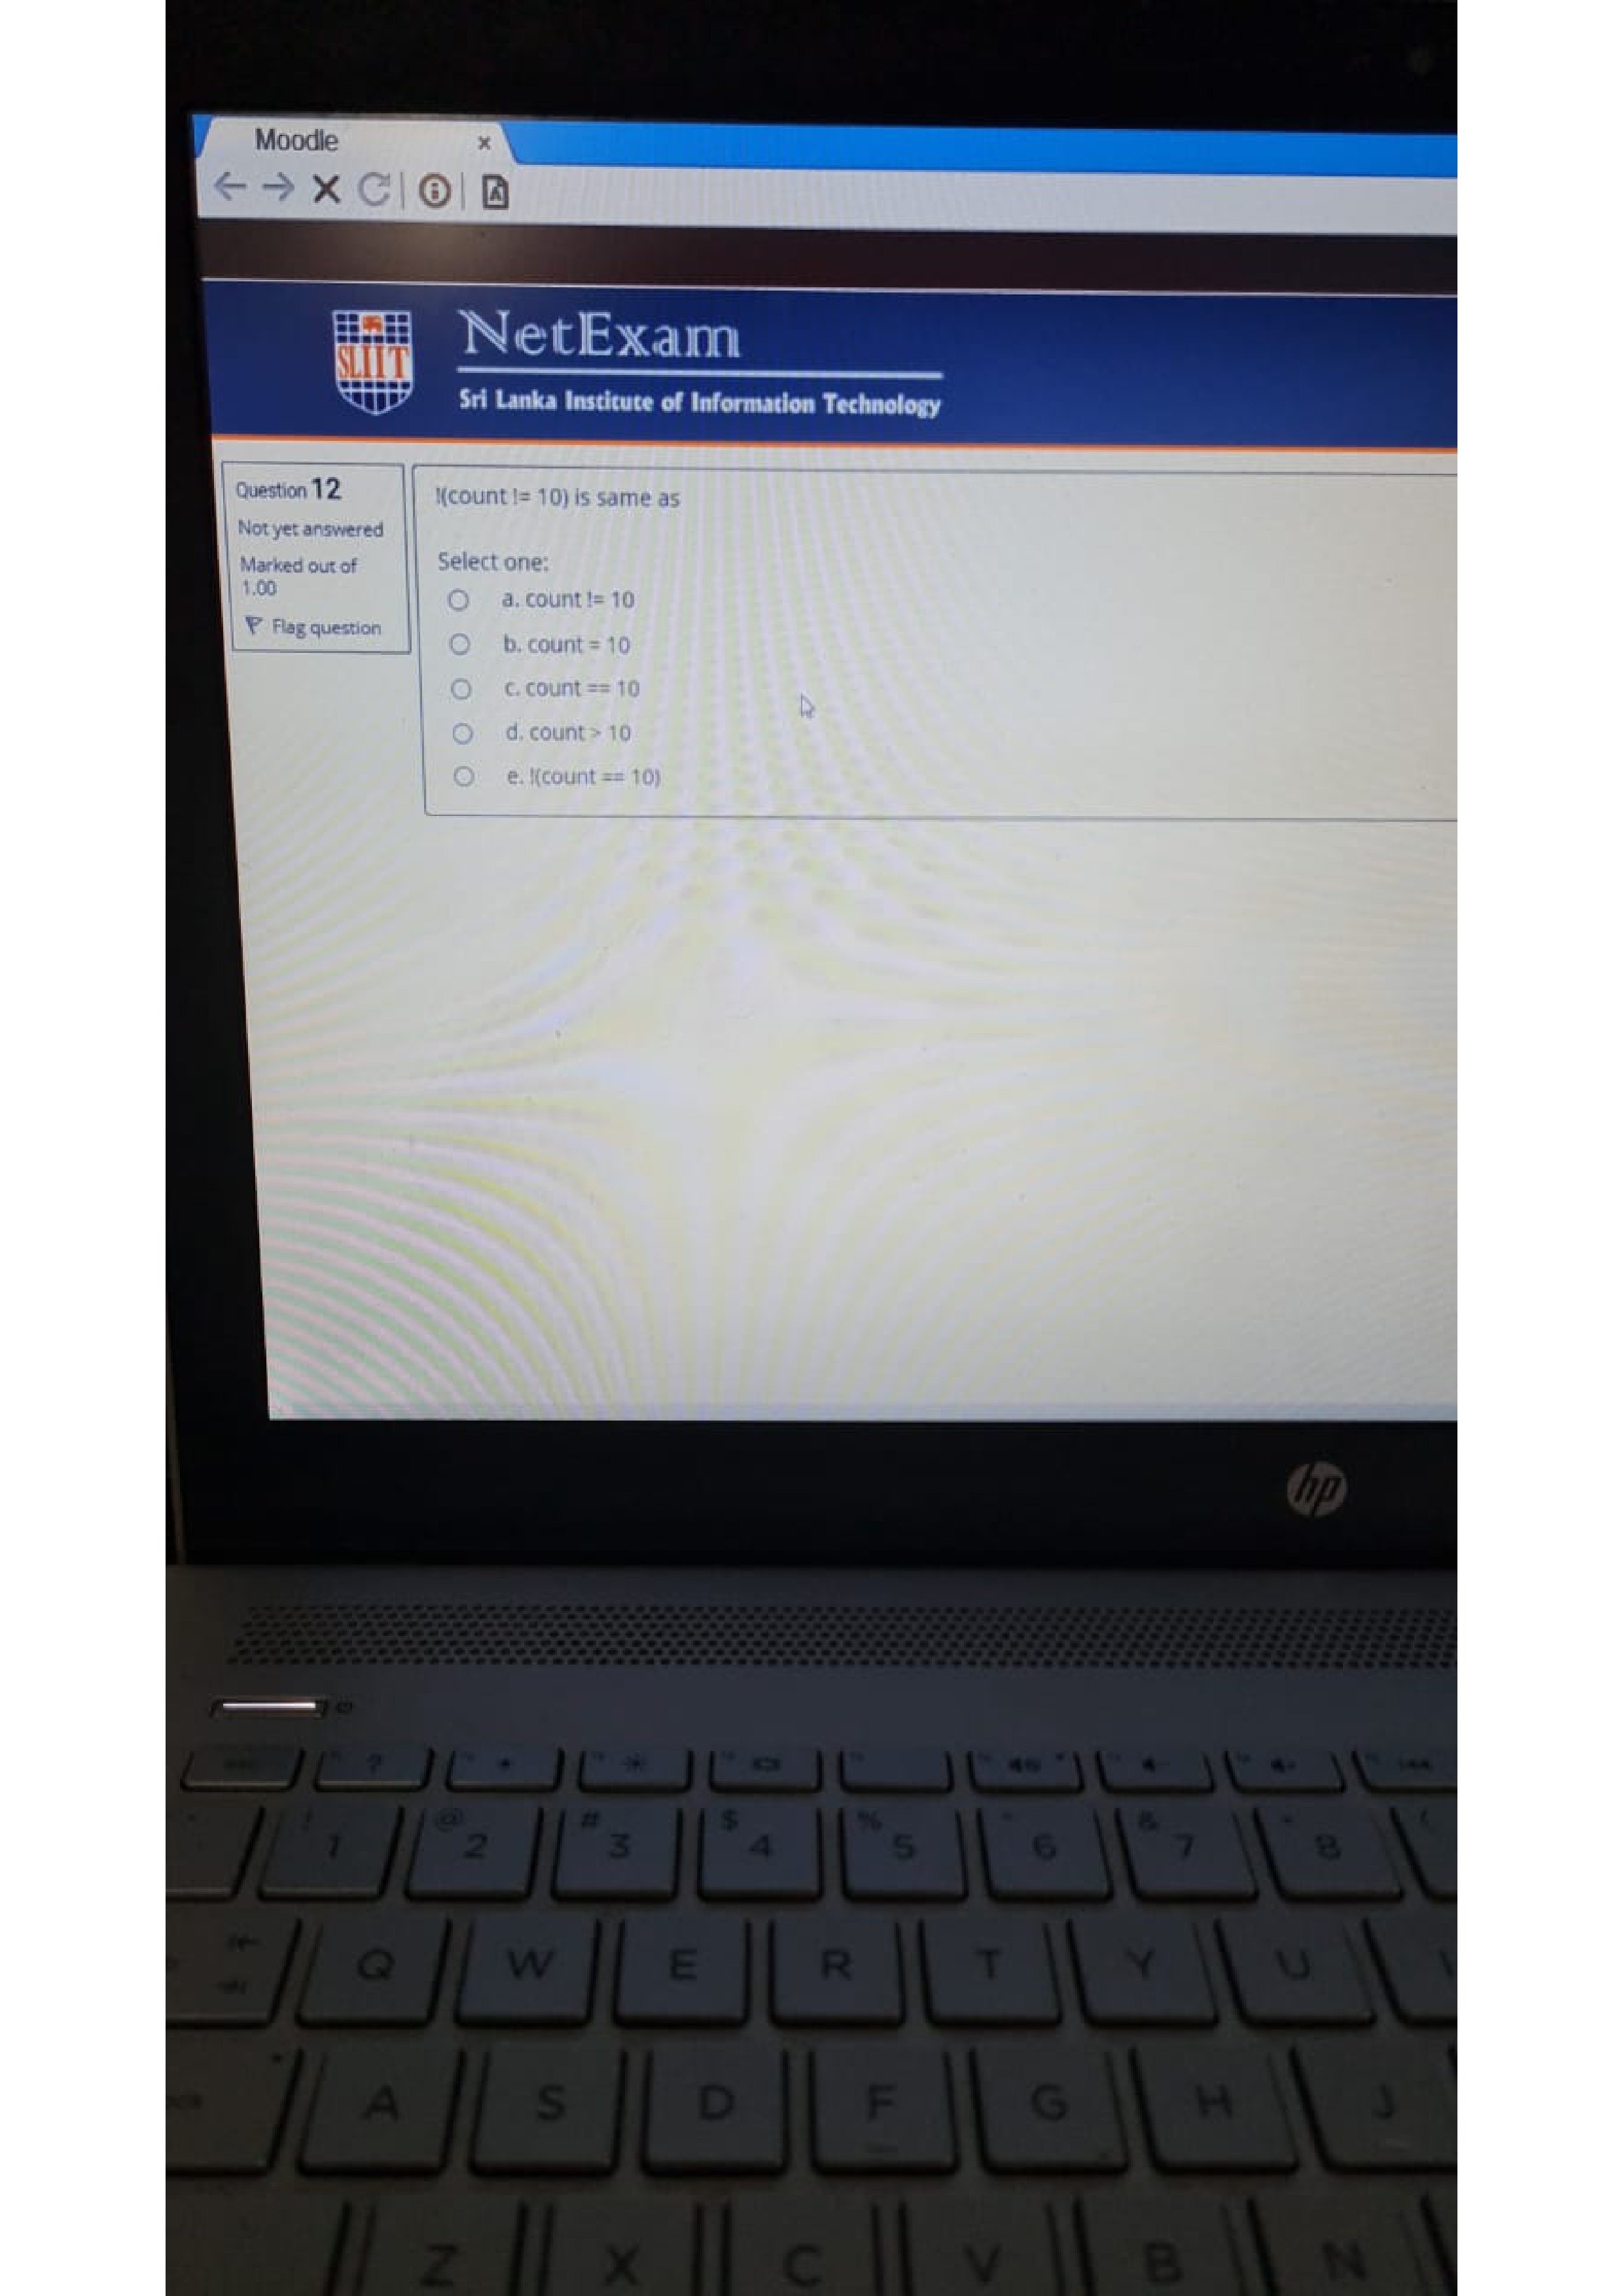 Moodle
SLIIT
NetExam
Sri Lanka Institute of Information Technology
Question 12
Not yet answered
Marked out of
1.00
Flag question
!(count != 10) is same as
Select one:
a. count != 10
b. count = 10
c. count == 10
d. count > 10
e. !(count == 10)
hp
?
! @ # $ % & (
1 2 3 4 5 6 7 8
Q W E R T Y U
A S D F G H J
Z X C V B N